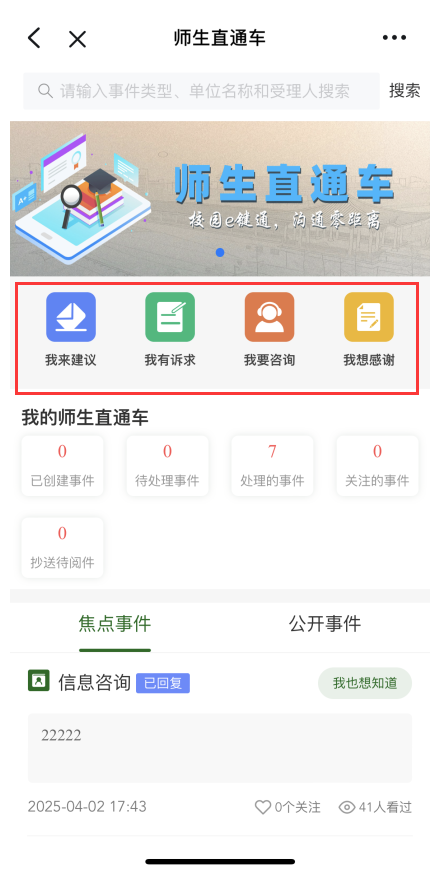 师生直通车
请输入事件类型、单位名称和受理人搜索 搜索
A+
师生直通车
校园e键通，沟通零距离
我来建议 我有诉求 我要咨询 我想感谢
我的师生直通车
0 0 7 0
已创建事件 待处理事件 处理的事件 关注的事件
0
抄送待阅件
焦点事件 公开事件
信息咨询 已回复 我也想知道
22222
2025-04-02 17:43 0个关注 41人看过